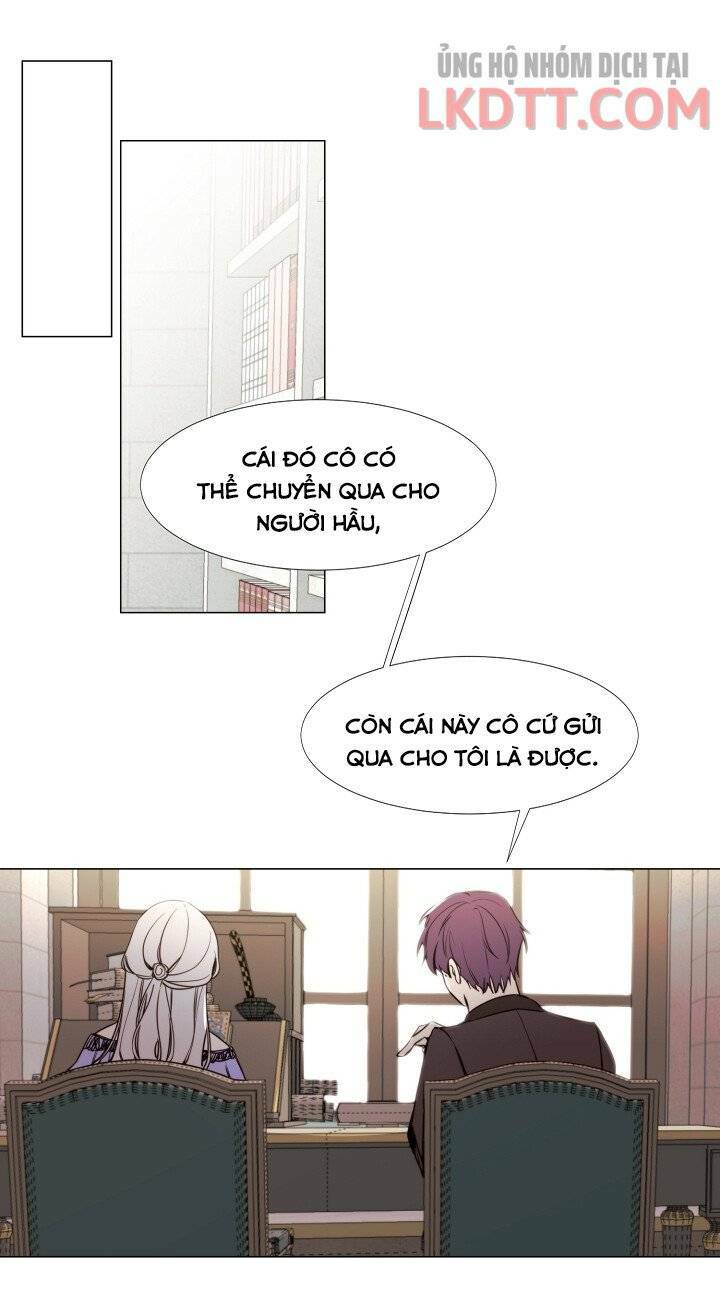 ỦNG HỘ NHÓM DỊCH TẠI
LKDTT.COM
CÁI ĐÓ CÔ CÓ
THỂ CHUYỂN QUA CHO
NGƯỜI HẦU,
CÒN CÁI NÀY CÔ CỨ GỬI
QUA CHO TÔI LÀ ĐƯỢC.